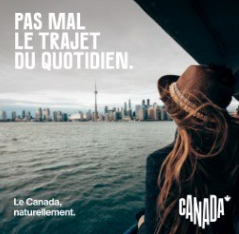 PAS MAL
LE TRAJET
DU QUOTIDIEN.
Le Canada,
naturellement.
CANADA